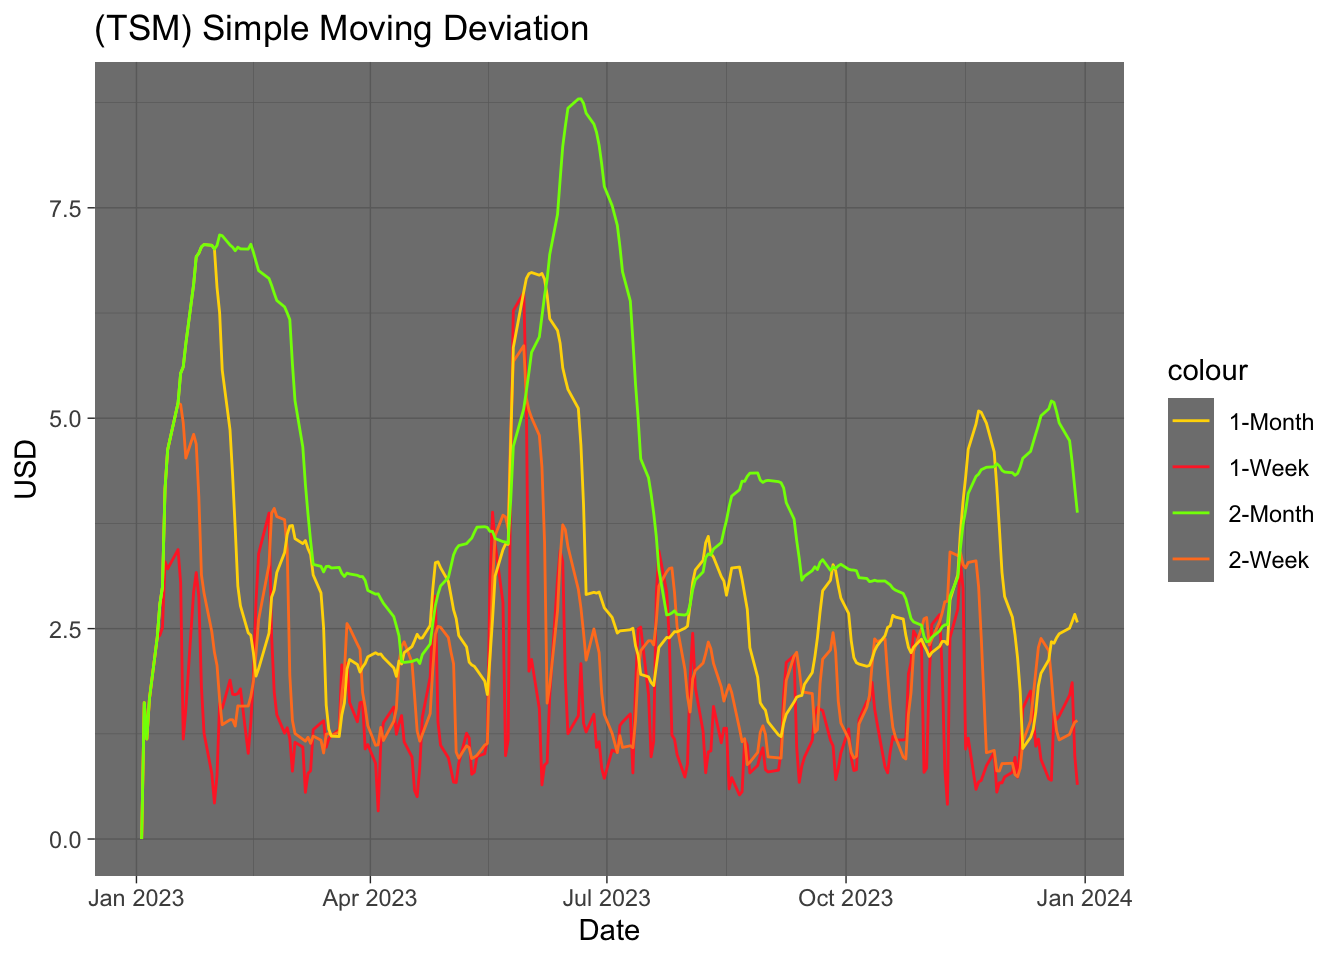 (TSM) Simple Moving Deviation
USD
7.5
5.0
2.5
0.0
Jan 2023
Apr 2023
Jul 2023
Oct 2023
Jan 2024
Date
colour
1-Month
1-Week
2-Month
2-Week